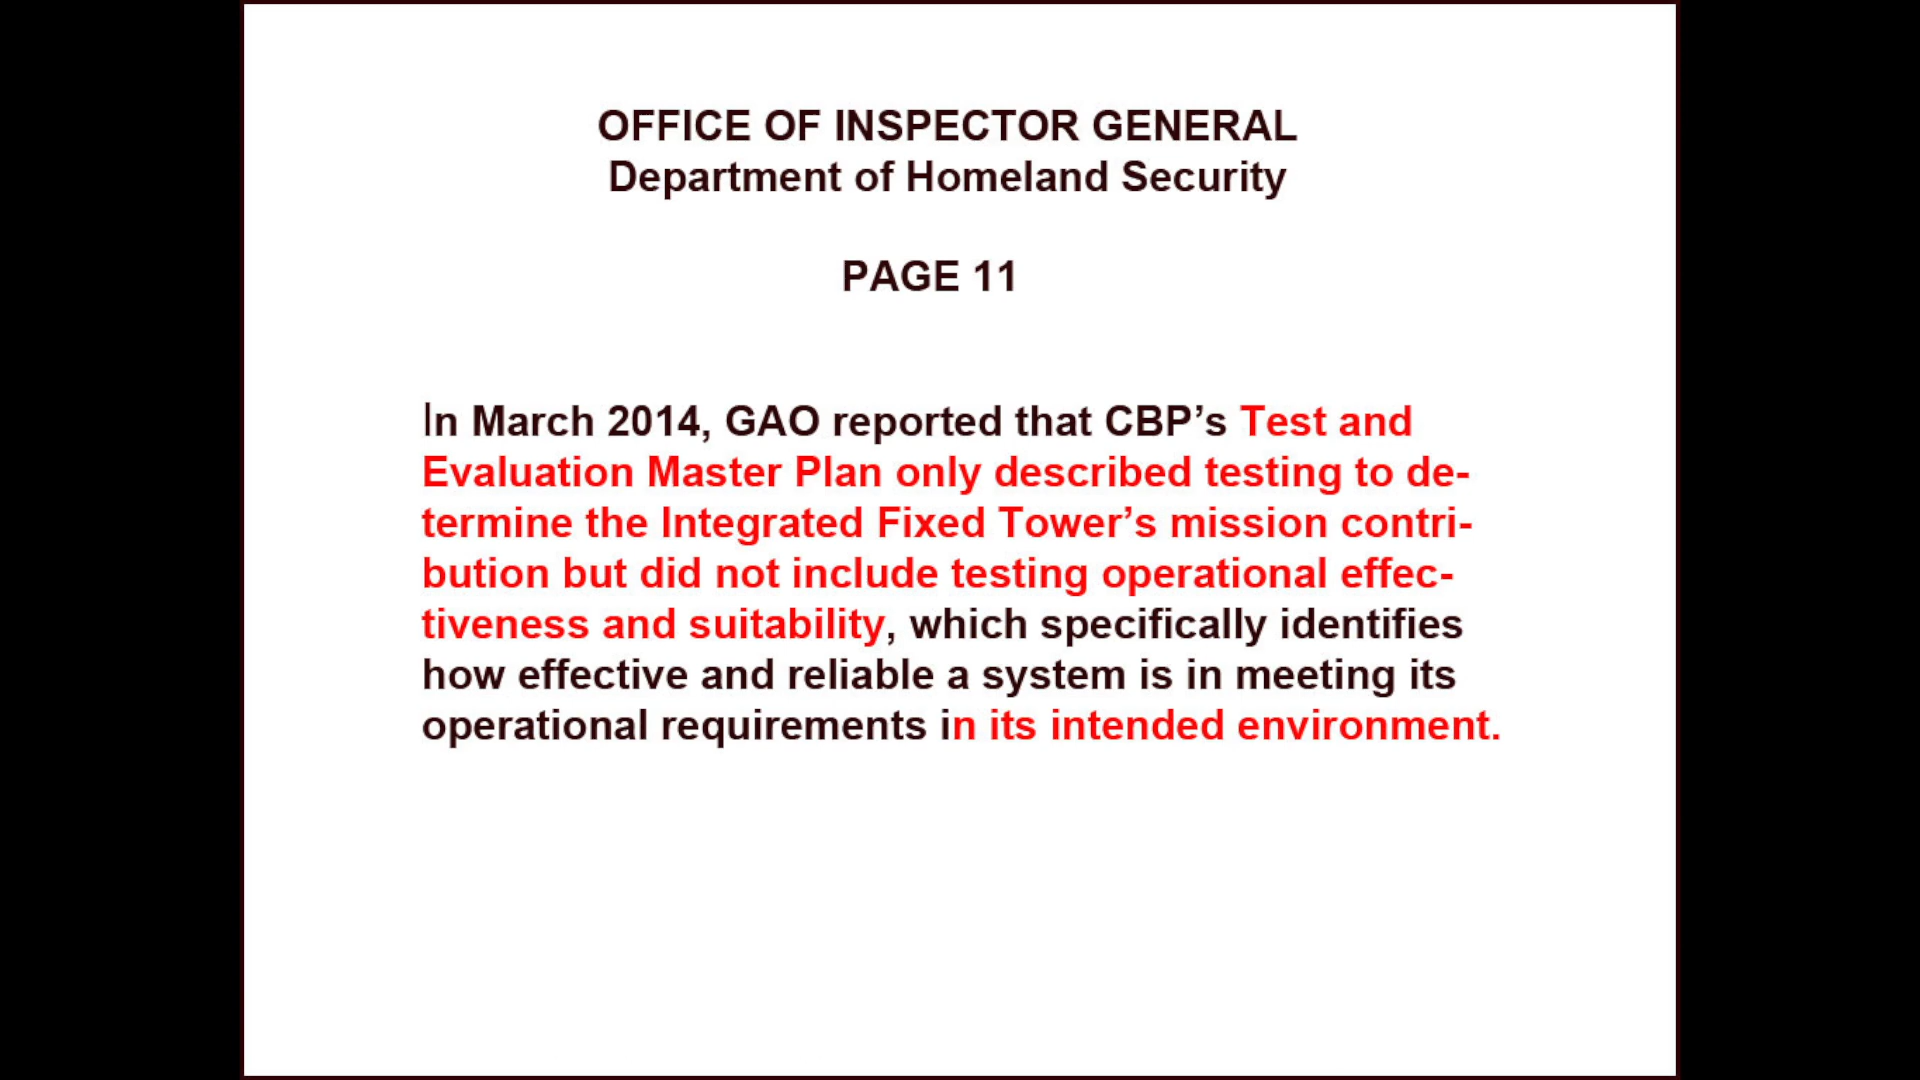 OFFICE OF INSPECTOR GENERAL
Department of Homeland Security
PAGE 11
In March 2014, GAO reported that CBP’s Test and
Evaluation Master Plan only described testing to de-
termine the Integrated Fixed Tower’s mission contri-
bution but did not include testing operational effec-
tiveness and suitability, which specifically identifies
how effective and reliable a system is in meeting its
operational requirements in its intended environment.